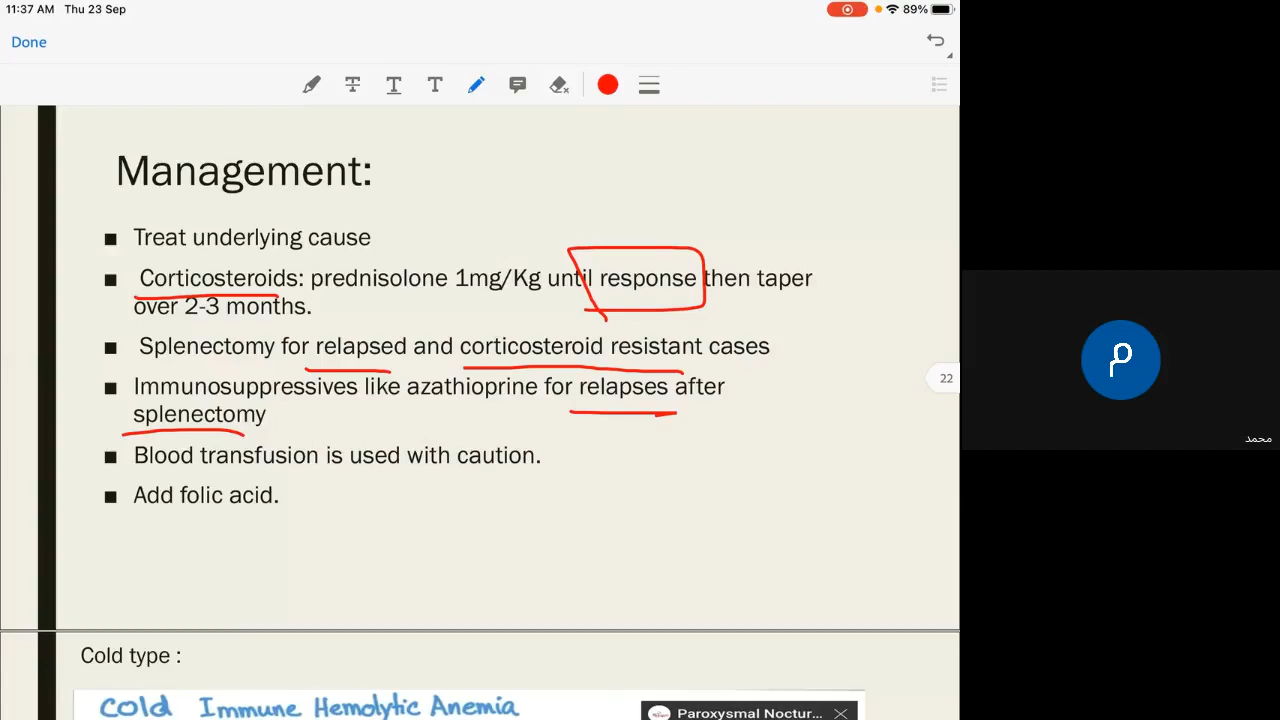 11:37 AM Thu 23 Sep
89%
Done
Management:
Treat underlying cause
Corticosteroids: prednisolone 1mg/Kg until response then taper
over 2-3 months.
Splenectomy for relapsed and corticosteroid resistant cases
Immunosuppressives like azathioprine for relapses after
splenectomy
Blood transfusion is used with caution.
Add folic acid.
22
م
محمد
Cold type :
Cold Immune Hemolytic Anemia
Paroxysmal Noctur...